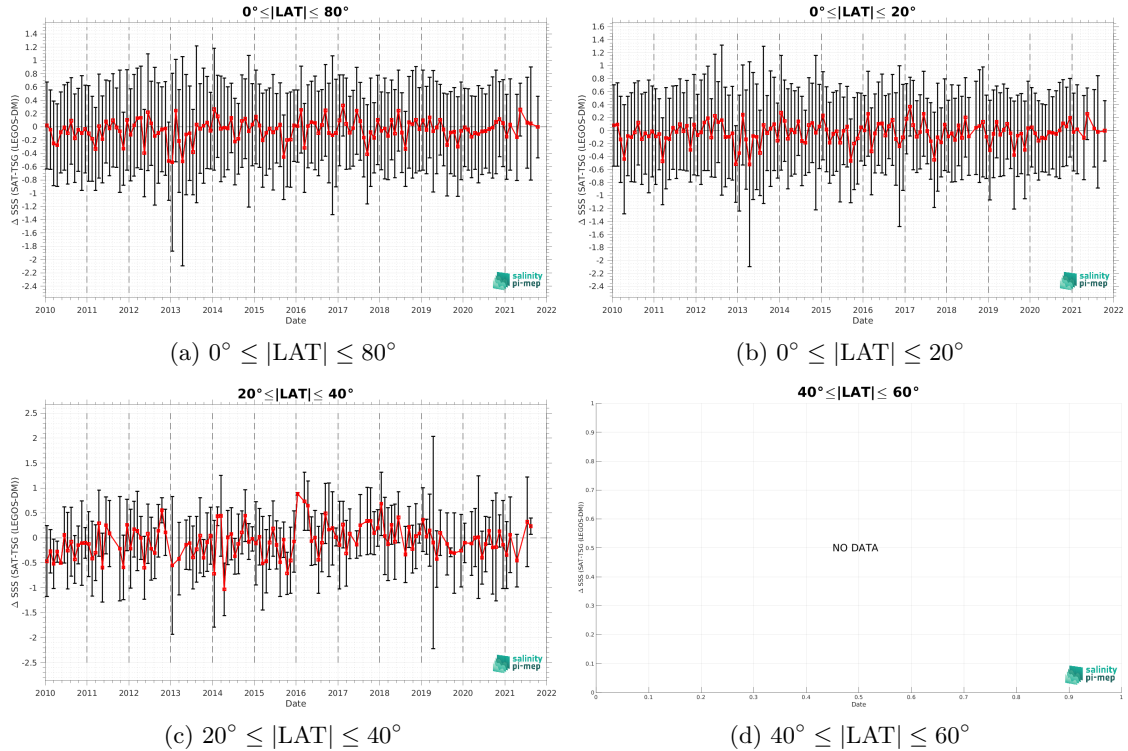 0°≤|LAT|≤ 80°
Δ SSS (SAT-TSG (LEGOS-DM))
1.4
1.2
1
0.8
0.6
0.4
0.2
0
-0.2
-0.4
-0.6
-0.8
-1
-1.2
-1.4
-1.6
-1.8
-2
-2.2
-2.4
2010 2011 2012 2013 2014 2015 2016 2017 2018 2019 2020 2021 2022
Date
salinity
pi-mep
(a) 0° ≤ |LAT| ≤ 80°
0°≤|LAT|≤ 20°
Δ SSS (SAT-TSG (LEGOS-DM))
1.6
1.4
1.2
1
0.8
0.6
0.4
0.2
0
-0.2
-0.4
-0.6
-0.8
-1
-1.2
-1.4
-1.6
-1.8
-2
-2.2
-2.4
2010 2011 2012 2013 2014 2015 2016 2017 2018 2019 2020 2021 2022
Date
salinity
pi-mep
(b) 0° ≤ |LAT| ≤ 20°
20°≤|LAT|≤ 40°
Δ SSS (SAT-TSG (LEGOS-DM))
2.5
2
1.5
1
0.5
0
-0.5
-1
-1.5
-2
-2.5
2010 2011 2012 2013 2014 2015 2016 2017 2018 2019 2020 2021 2022
Date
salinity
pi-mep
(c) 20° ≤ |LAT| ≤ 40°
40°≤|LAT|≤ 60°
Δ SSS (SAT-TSG (LEGOS-DM))
1
0.9
0.8
0.7
0.6
0.5
0.4
0.3
0.2
0.1
0
NO DATA
0 0.1 0.2 0.3 0.4 0.5 0.6 0.7 0.8 0.9 1
Date
salinity
pi-mep
(d) 40° ≤ |LAT| ≤ 60°